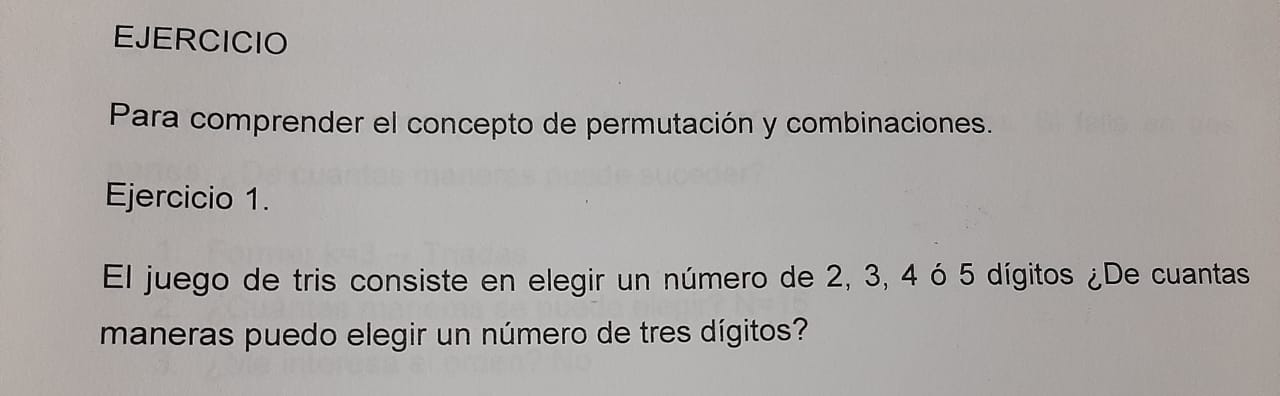 EJERCICIO
Para comprender el concepto de permutación y combinaciones.
Ejercicio 1.
El juego de tris consiste en elegir un número de 2, 3, 4 ó 5 dígitos ¿De cuantas
maneras puedo elegir un número de tres dígitos?